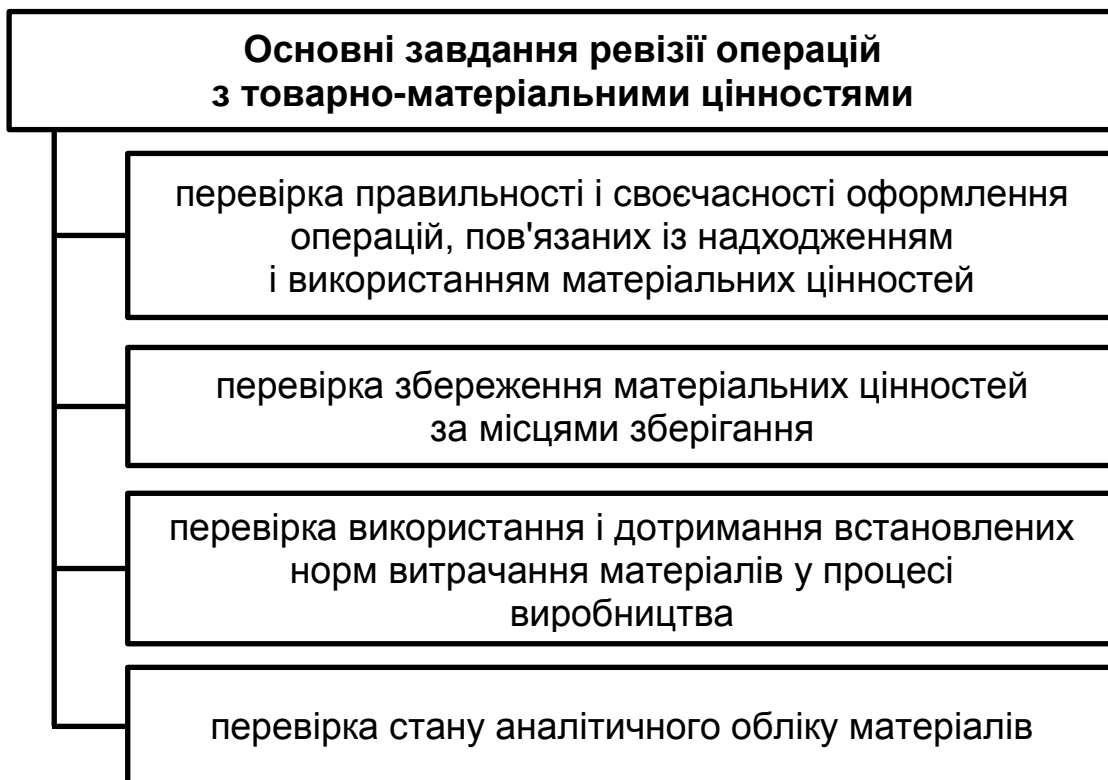 Основні завдання ревізії операцій
з товарно-матеріальними цінностями
перевірка правильності і своєчасності оформлення
операцій, пов'язаних із надходженням
і використанням матеріальних цінностей
перевірка збереження матеріальних цінностей
за місцями зберігання
перевірка використання і дотримання встановлених
норм витрачання матеріалів у процесі
виробництва
перевірка стану аналітичного обліку матеріалів